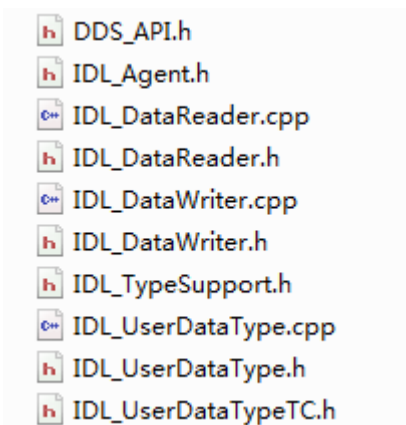 DDS_API.h
IDL_Agent.h
IDL_DataReader.cpp
IDL_DataReader.h
IDL_DataWriter.cpp
IDL_DataWriter.h
IDL_TypeSupport.h
IDL_UserDataType.cpp
IDL_UserDataType.h
IDL_UserDataTypeTC.h